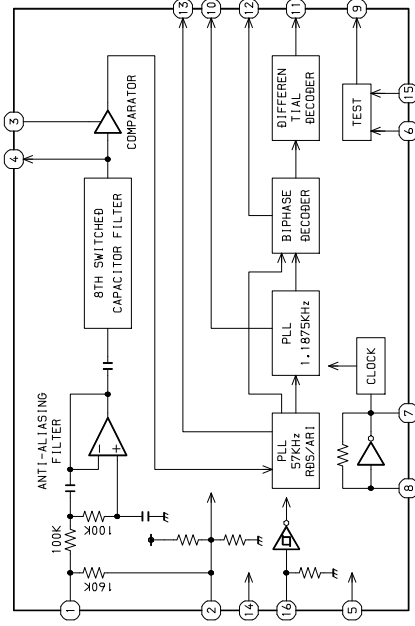 13
10
12
11
9
3
4
COMPARATOR
8TH SWITCHED
CAPACITOR FILTER
DIFFEREN
TIAL
DECODER
TEST
15
6
BIPHASE
DECODER
PLL
1.1875KHz
CLOCK
ANTI-ALIASING
FILTER
-
+
PLL
57KHz
RDS/ARI
100K
100K
160K
1
2
14
16
5
8
7